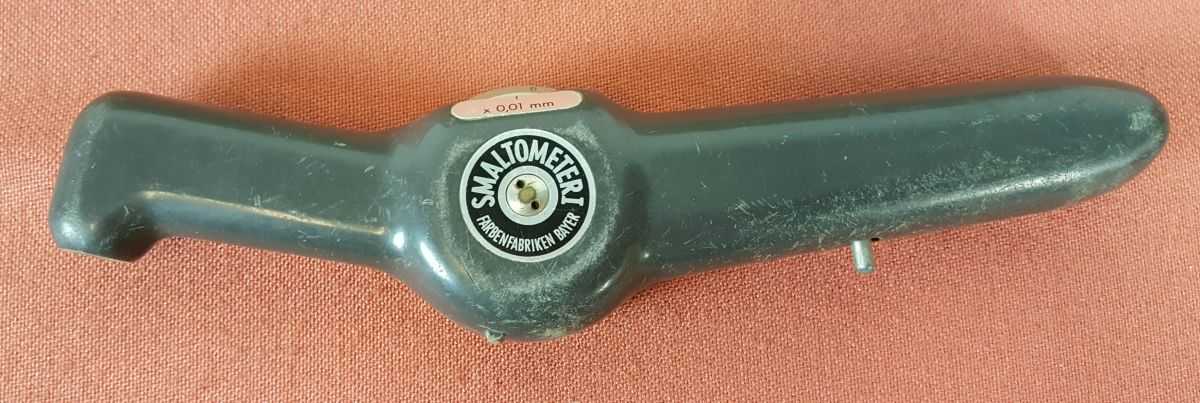 x 0,01 mm
SMALTOMETER I
FARBENFABRIKEN BAYER